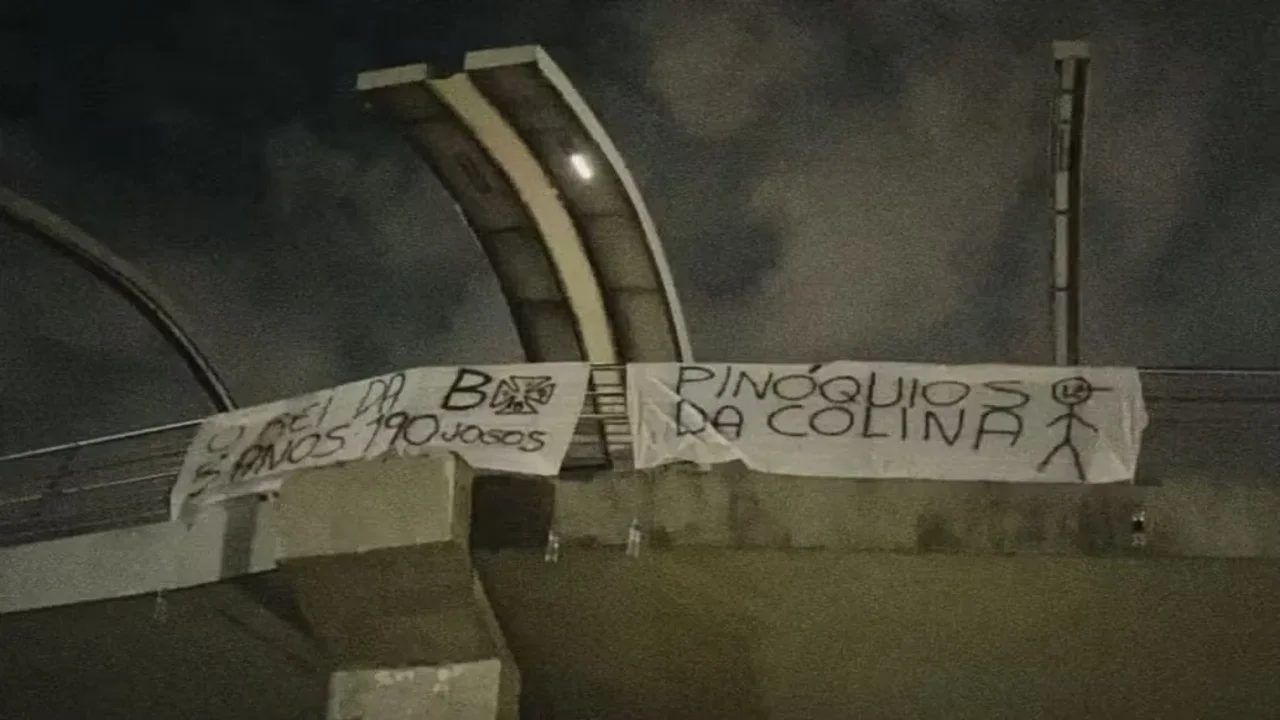 O REI DA B
5 ANOS 190 JOGOS
PINÓQUIOS
DA COLINA